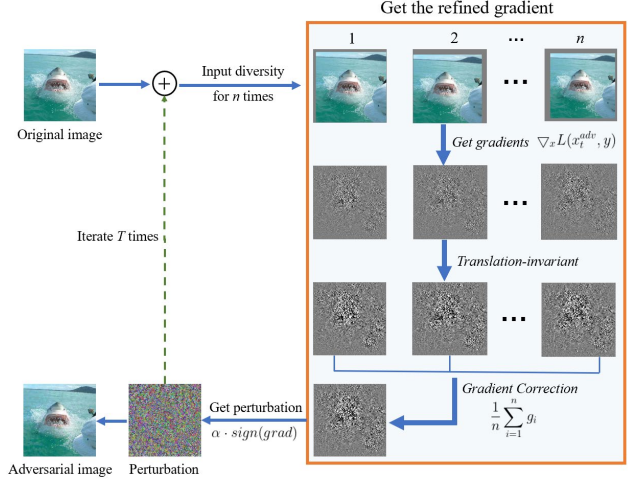 Get the refined gradient
1 2 ... n
Input diversity
for n times
Original image
...
Get gradients ▽ₓL(xₜᵃᵈᵛ, y)
...
Iterate T times
Translation-invariant
...
Gradient Correction
1/n ∑ᵢ₌₁ⁿ gᵢ
Get perturbation
α · sign(grad)
Adversarial image
Perturbation